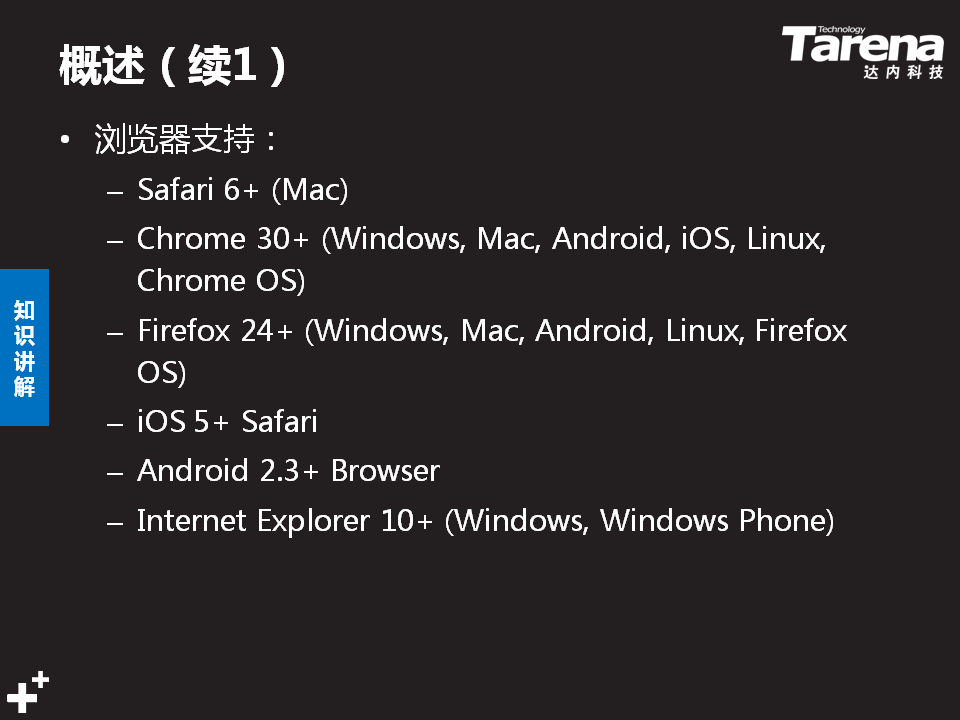 概述（续1）
Technology
Tarena
达内科技
• 浏览器支持：
– Safari 6+ (Mac)
– Chrome 30+ (Windows, Mac, Android, iOS, Linux,
Chrome OS)
– Firefox 24+ (Windows, Mac, Android, Linux, Firefox
OS)
– iOS 5+ Safari
– Android 2.3+ Browser
– Internet Explorer 10+ (Windows, Windows Phone)
知
识
讲
解